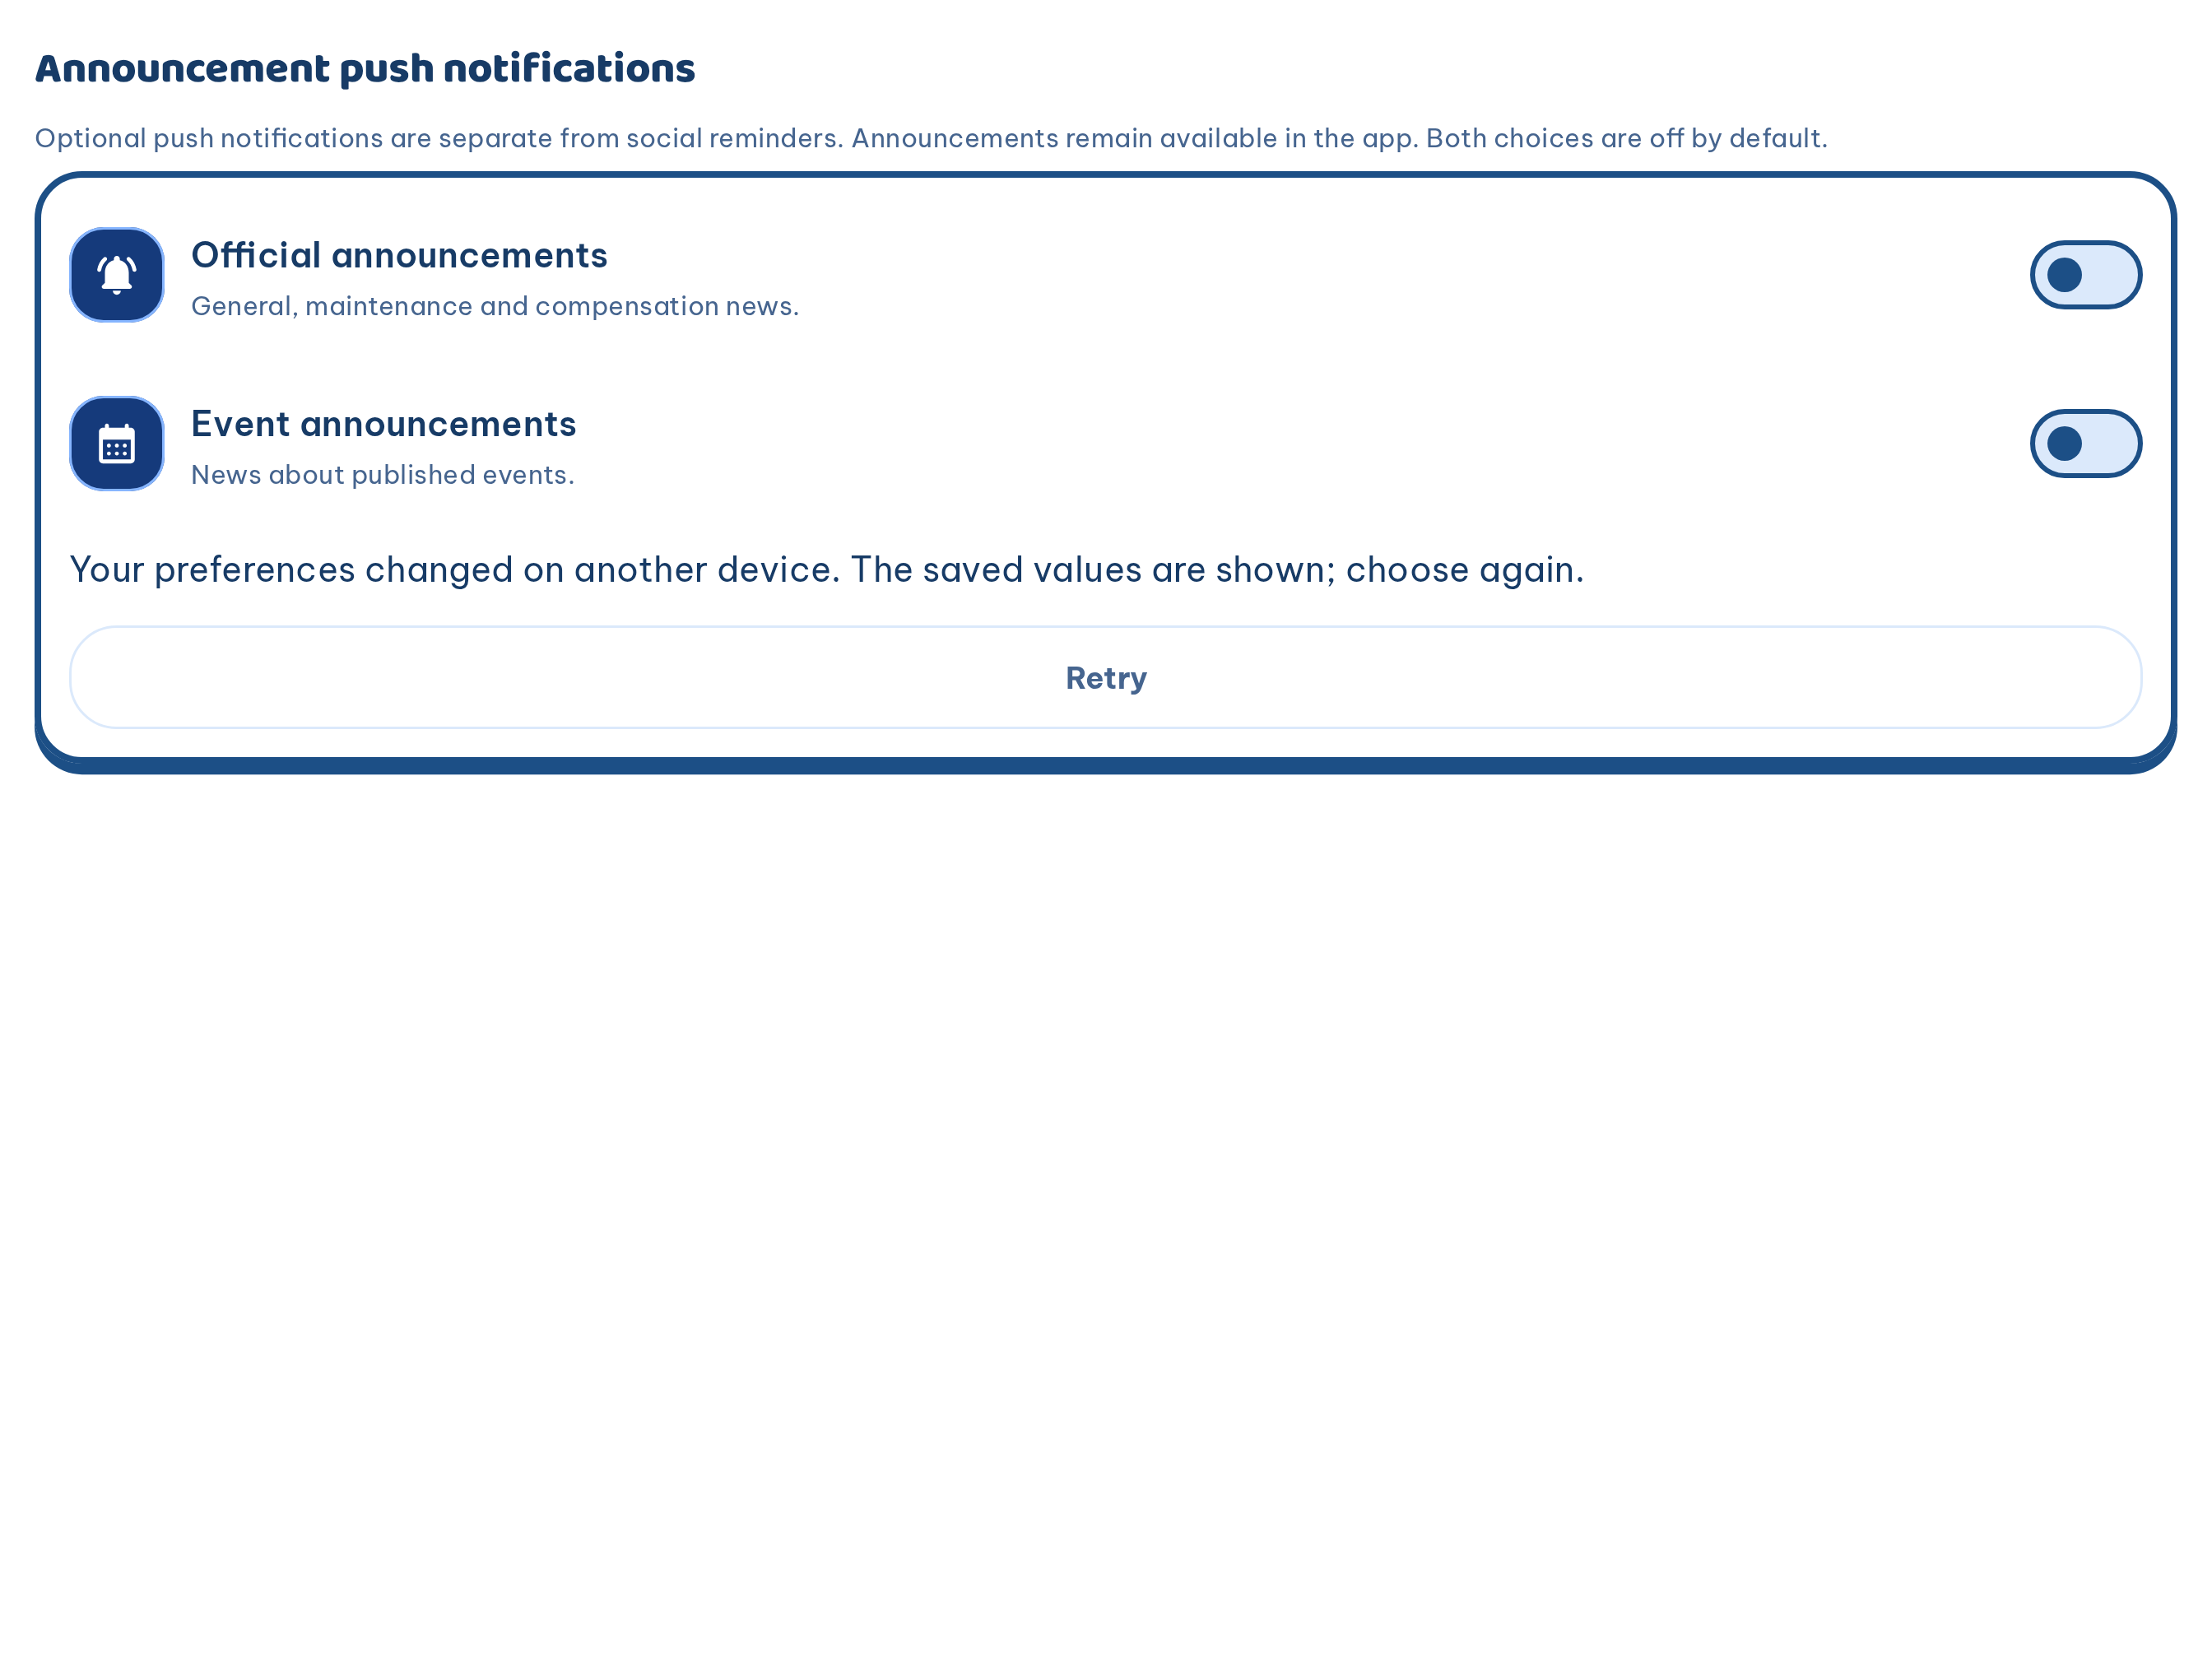 Announcement push notifications
Optional push notifications are separate from social reminders. Announcements remain available in the app. Both choices are off by default.
Official announcements
General, maintenance and compensation news.
Event announcements
News about published events.
Your preferences changed on another device. The saved values are shown; choose again.
Retry